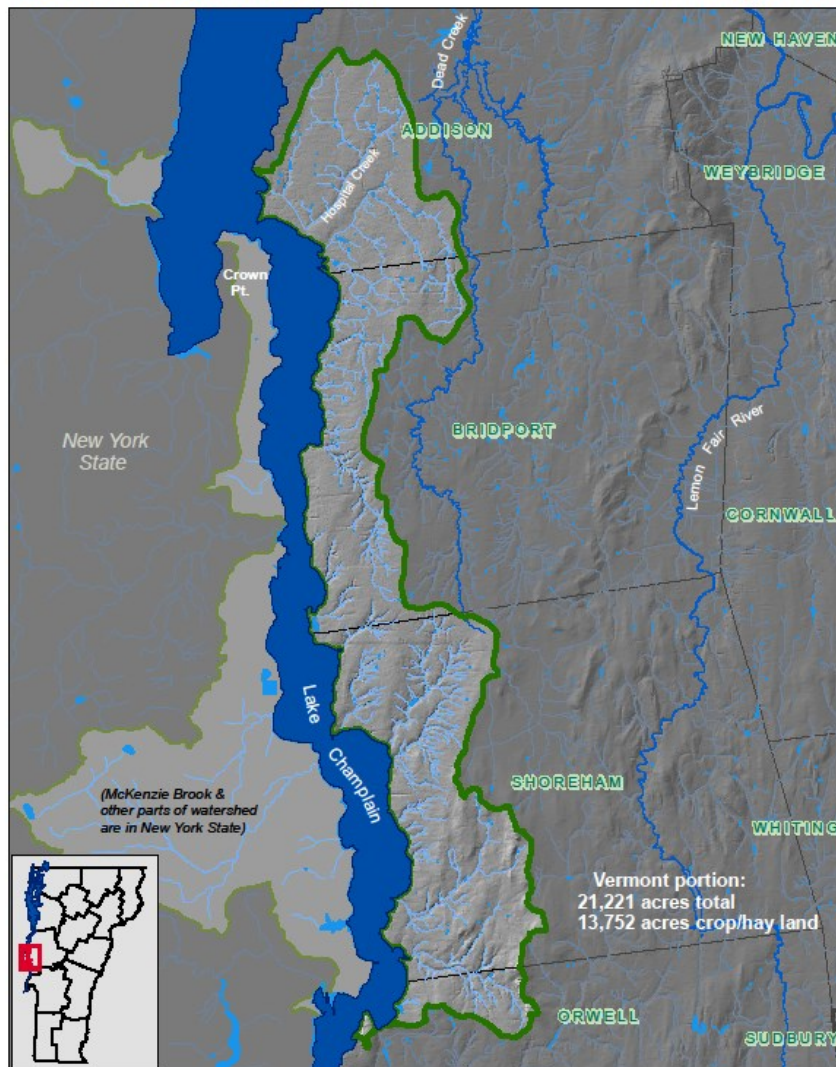 NEW HAVEN
Dead Creek
ADDISON
WEYBRIDGE
Hospital Creek
Crown
Pt.
New York
State
BRIDPORT
Lemon Fair River
CORNWALL
Lake
Champlain
(McKenzie Brook &
other parts of watershed
are in New York State)
SHOREHAM
WHITING
Vermont portion:
21,221 acres total
13,752 acres crop/hay land
ORWELL
SUDBURY